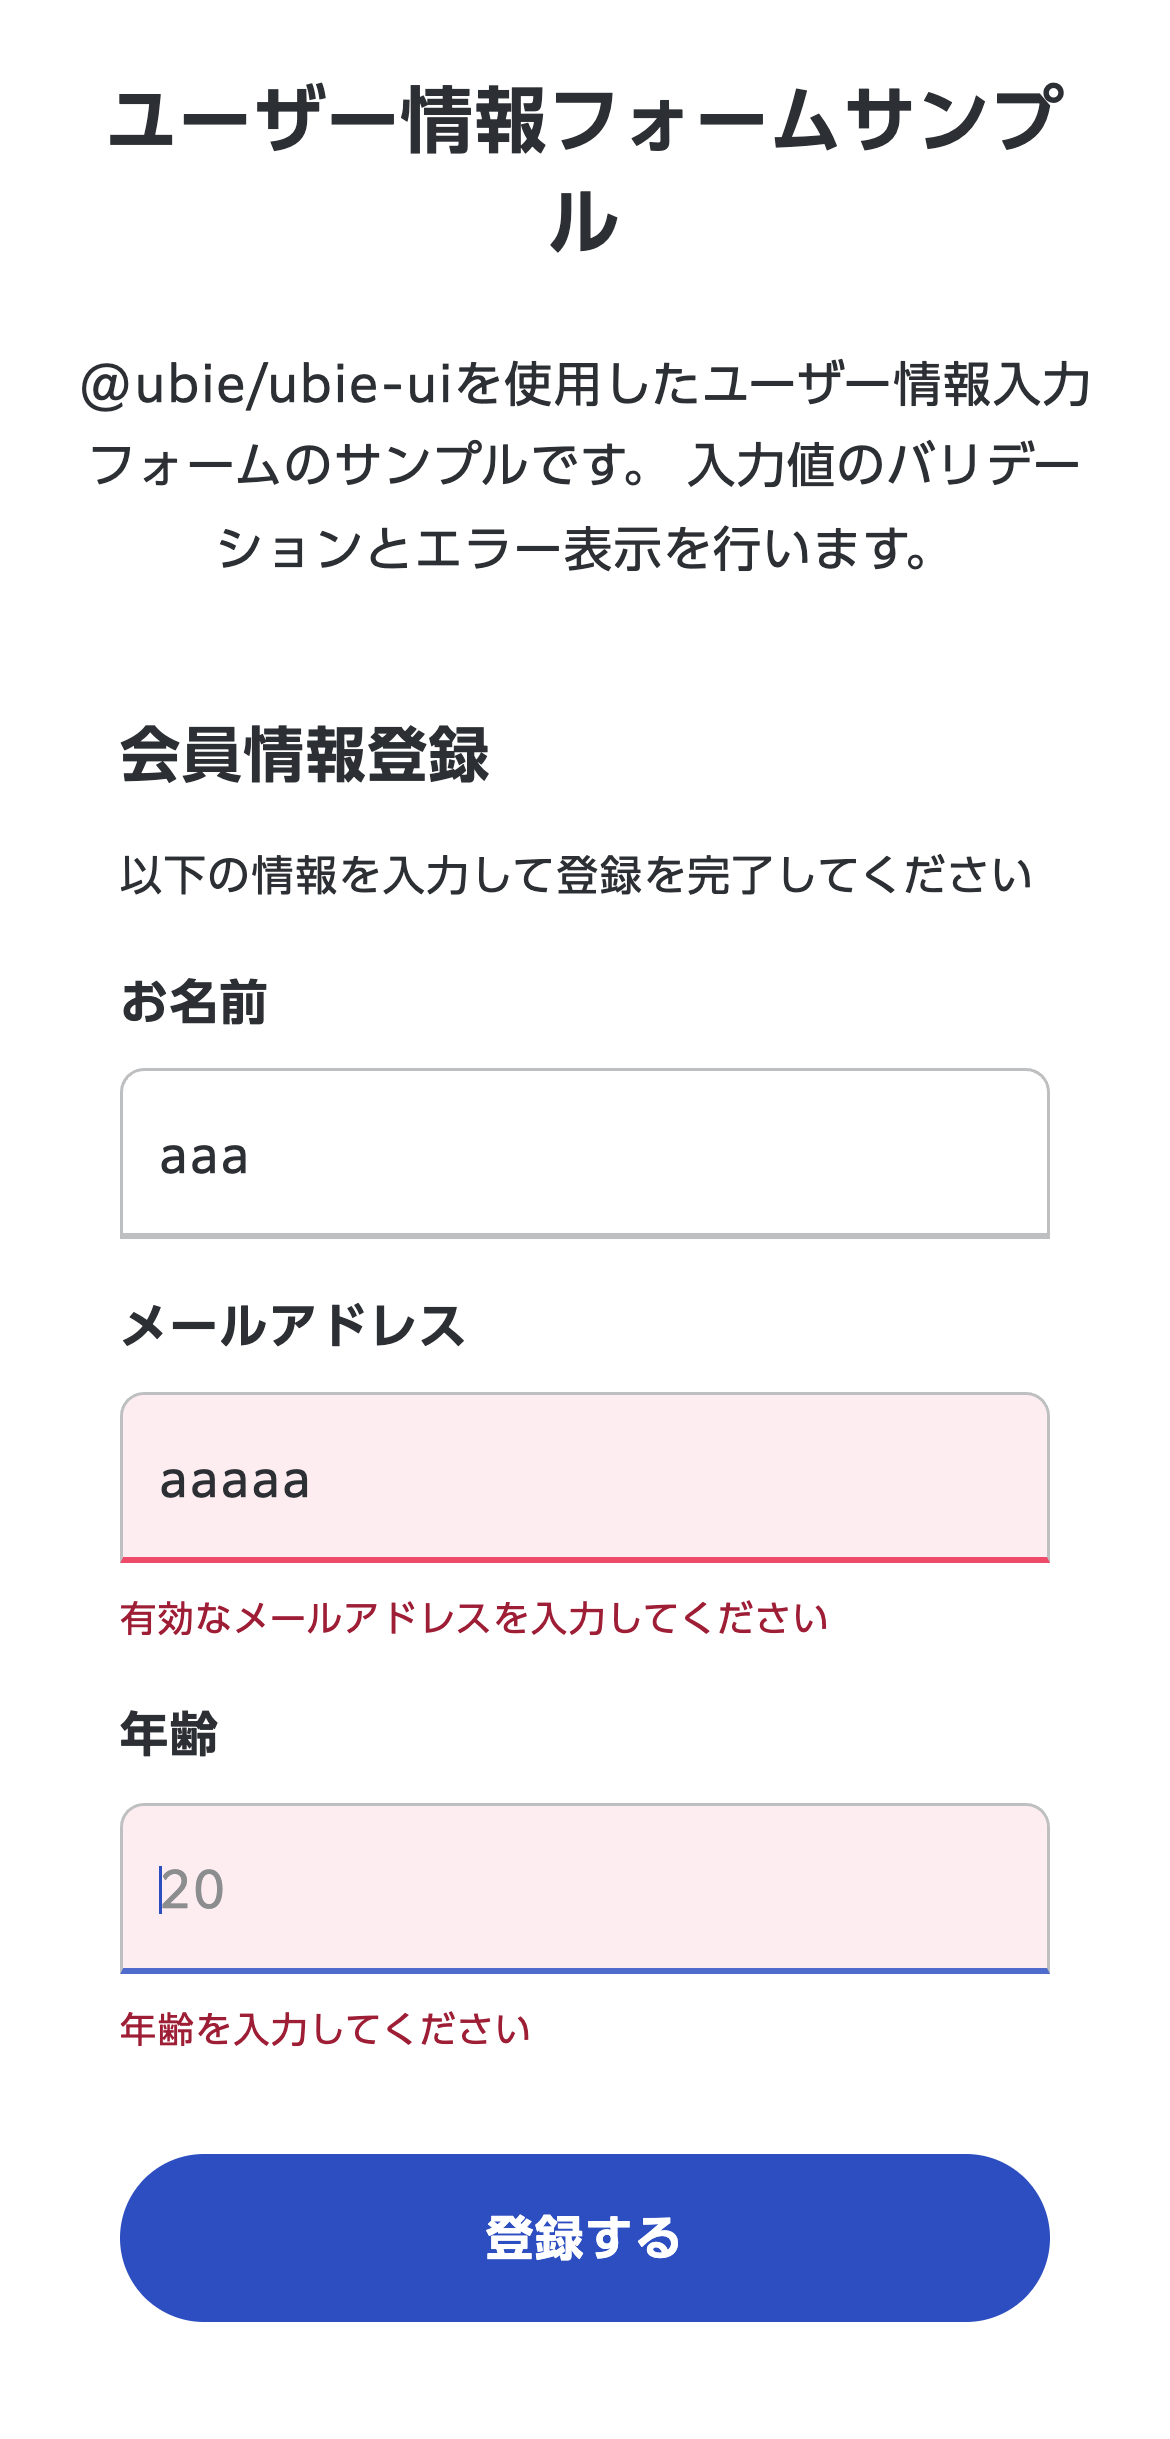 ユーザー情報フォームサンプ
ル
@ubie/ubie-uiを使用したユーザー情報入力
フォームのサンプルです。 入力値のバリデー
ションとエラー表示を行います。
会員情報登録
以下の情報を入力して登録を完了してください
お名前
aaa
メールアドレス
aaaaa
有効なメールアドレスを入力してください
年齢
20
年齢を入力してください
登録する